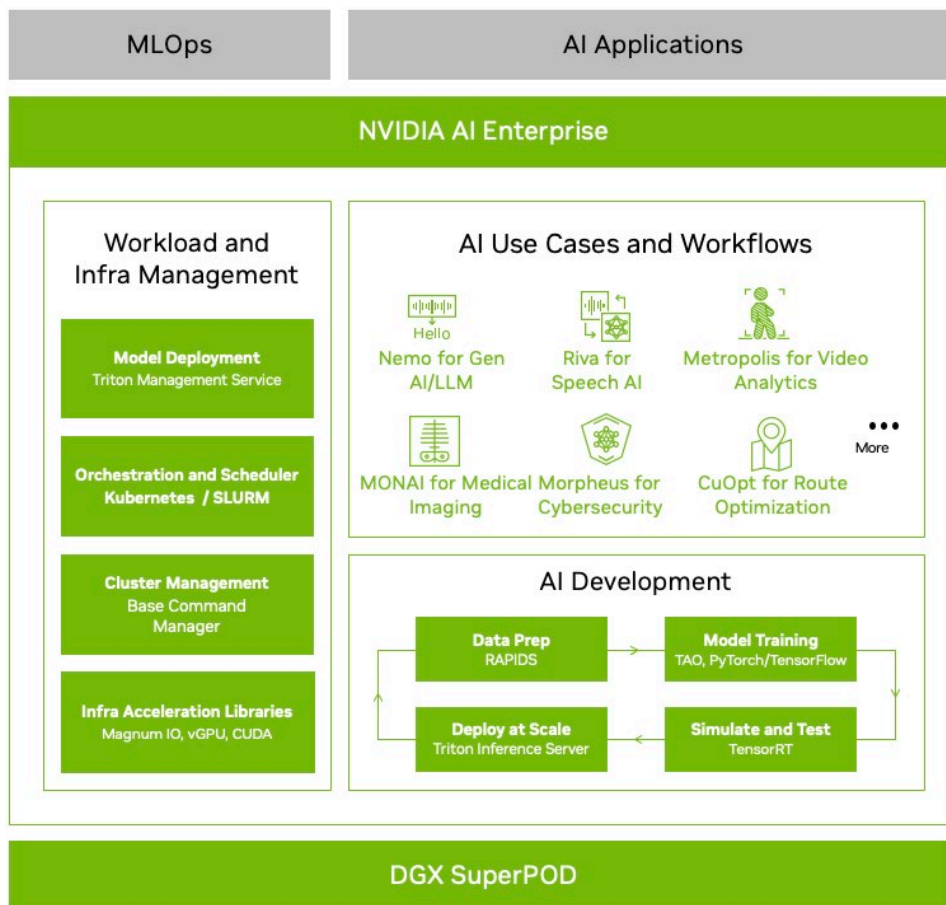 MLOps
AI Applications
NVIDIA AI Enterprise
Workload and
Infra Management
Model Deployment
Triton Management Service
Orchestration and Scheduler
Kubernetes / SLURM
Cluster Management
Base Command
Manager
Infra Acceleration Libraries
Magnum IO, vGPU, CUDA
AI Use Cases and Workflows
Hello
Nemo for Gen
AI/LLM
Riva for
Speech AI
Metropolis for Video
Analytics
MONAI for Medical
Imaging
Morpheus for
Cybersecurity
CuOpt for Route
Optimization
More
AI Development
Data Prep
RAPIDS
Model Training
TAO, PyTorch/TensorFlow
Deploy at Scale
Triton Inference Server
Simulate and Test
TensorRT
DGX SuperPOD